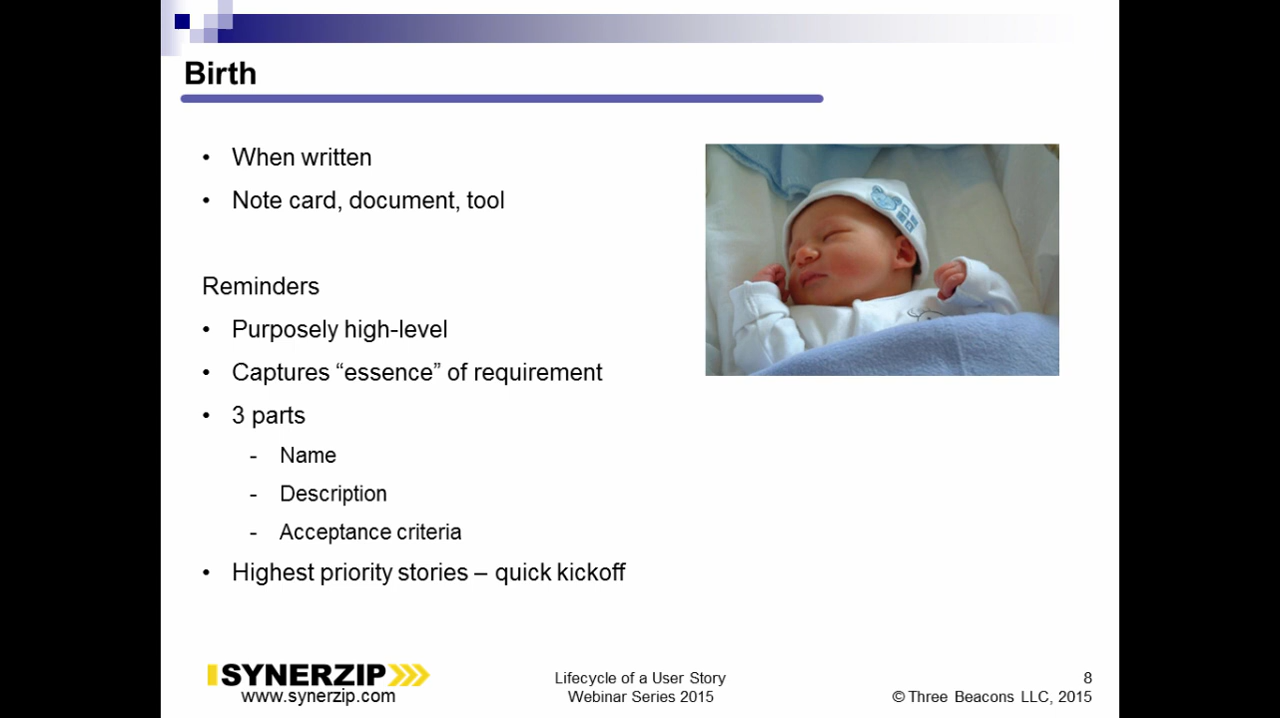 Birth
• When written
• Note card, document, tool
Reminders
• Purposely high-level
• Captures “essence” of requirement
• 3 parts
- Name
- Description
- Acceptance criteria
• Highest priority stories – quick kickoff
SYNERZIP
www.synerzip.com
Lifecycle of a User Story
Webinar Series 2015
8
© Three Beacons LLC, 2015